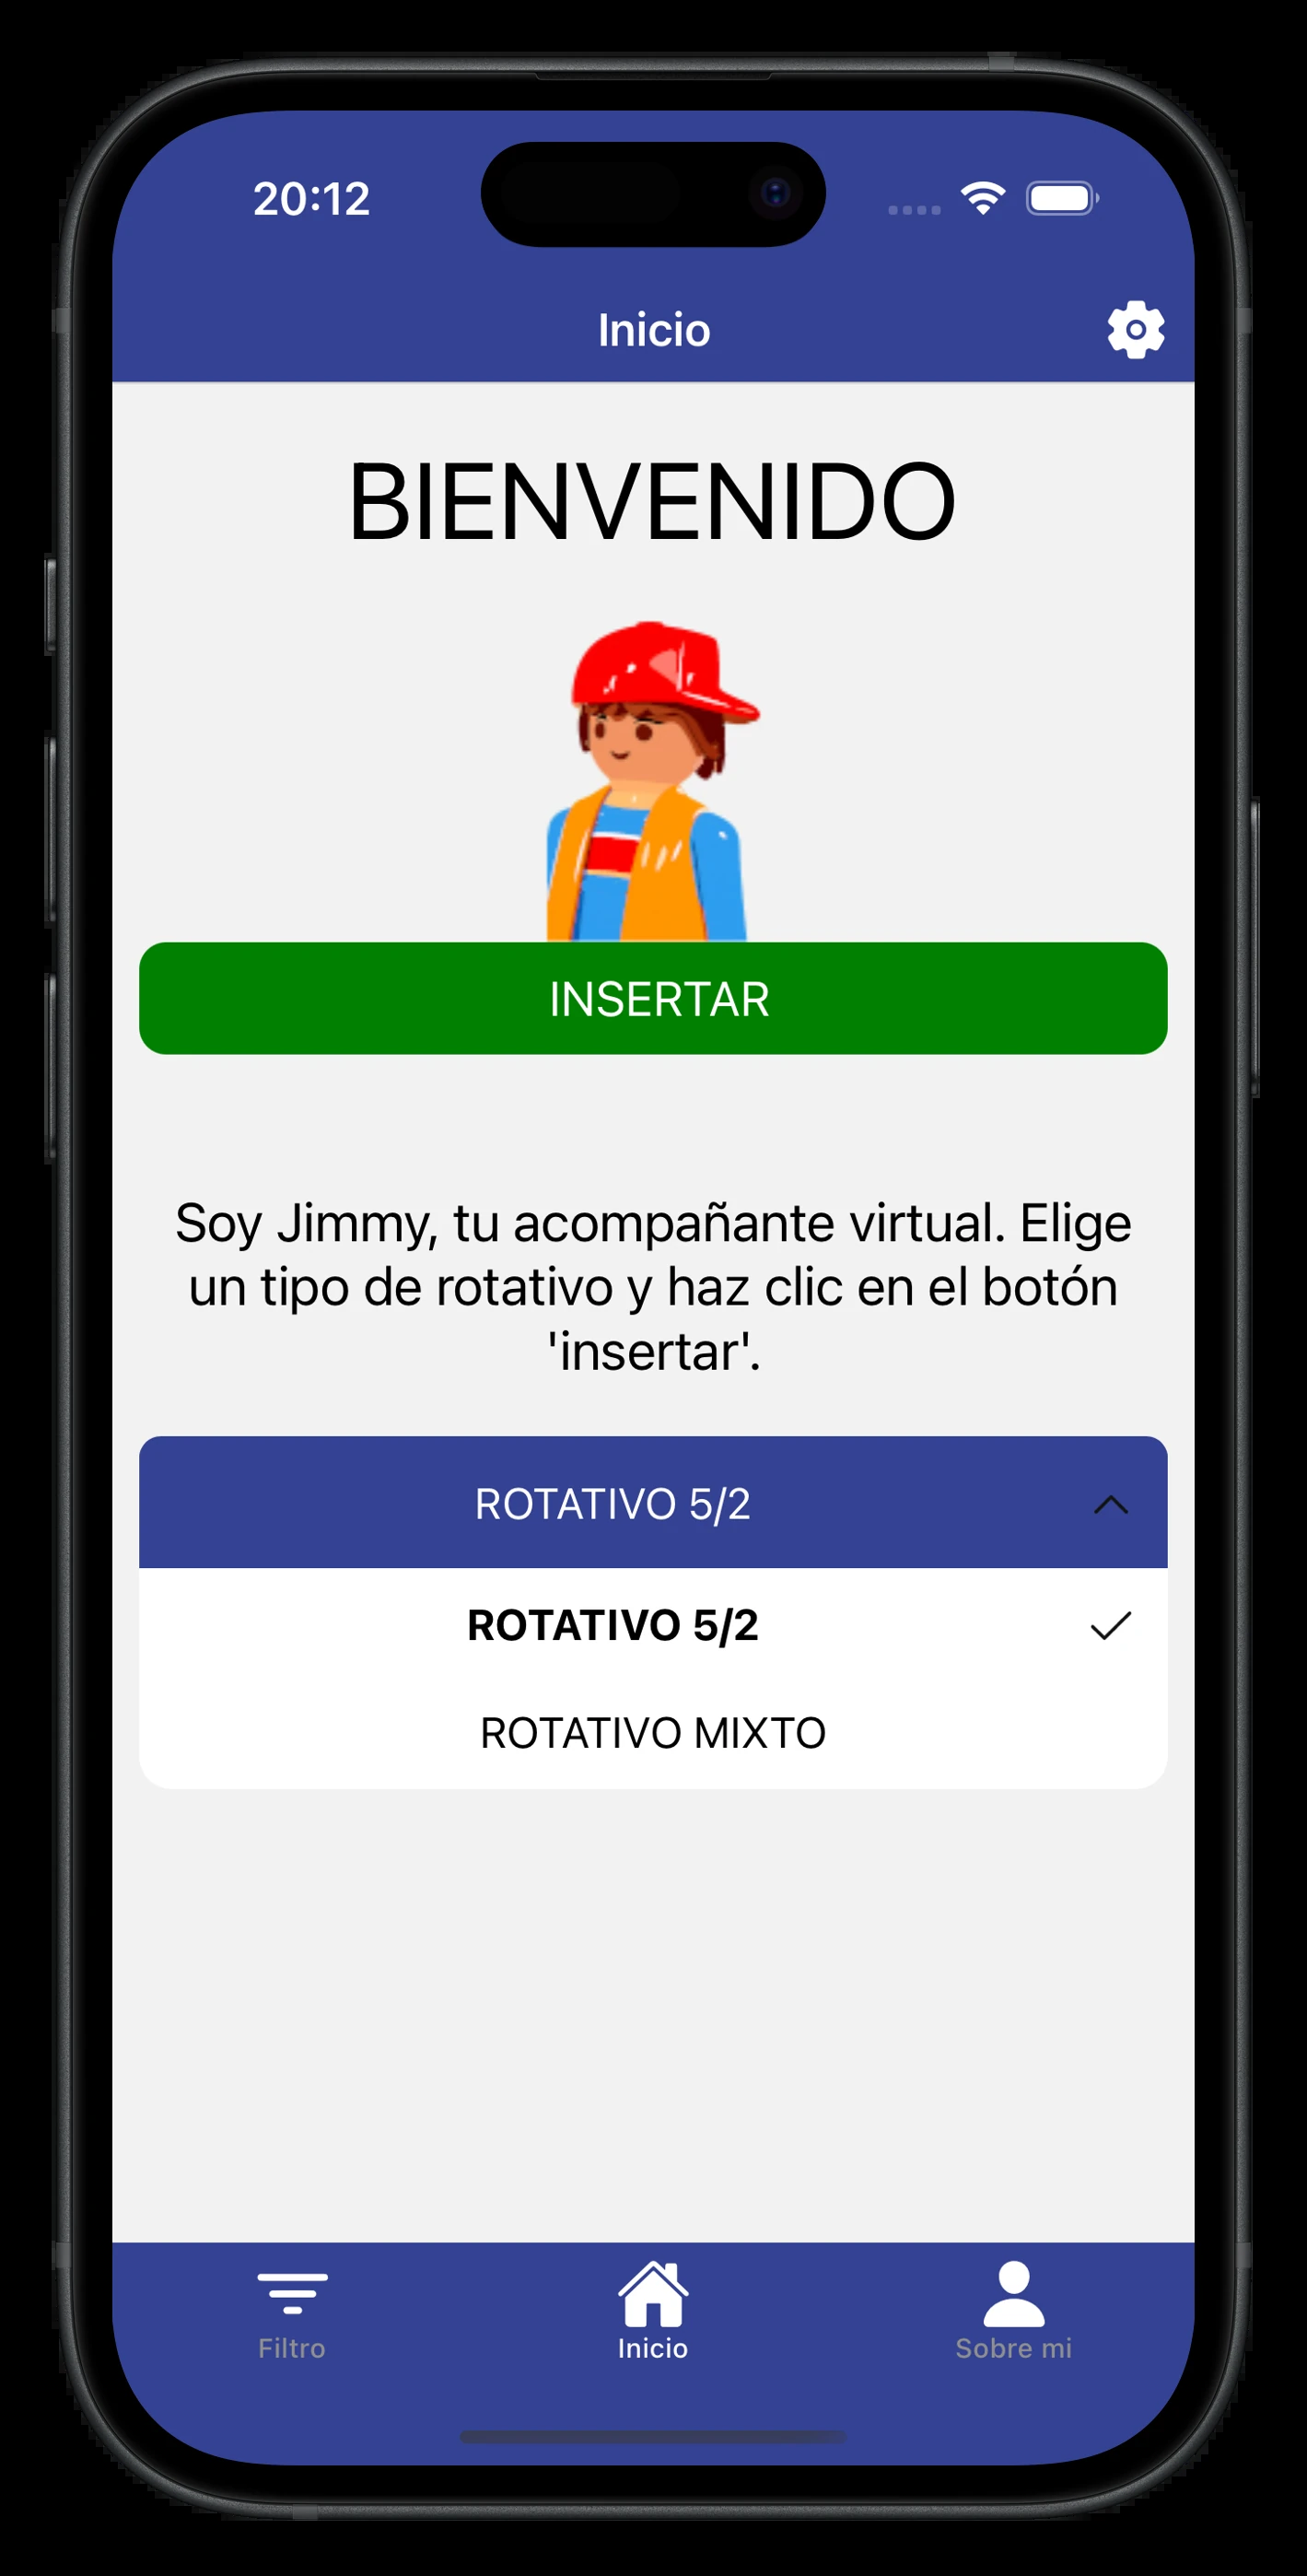 20:12
Inicio
BIENVENIDO
INSERTAR
Soy Jimmy, tu acompañante virtual. Elige
un tipo de rotativo y haz clic en el botón
'insertar'.
ROTATIVO 5/2
ROTATIVO 5/2
ROTATIVO MIXTO
Filtro
Inicio
Sobre mi